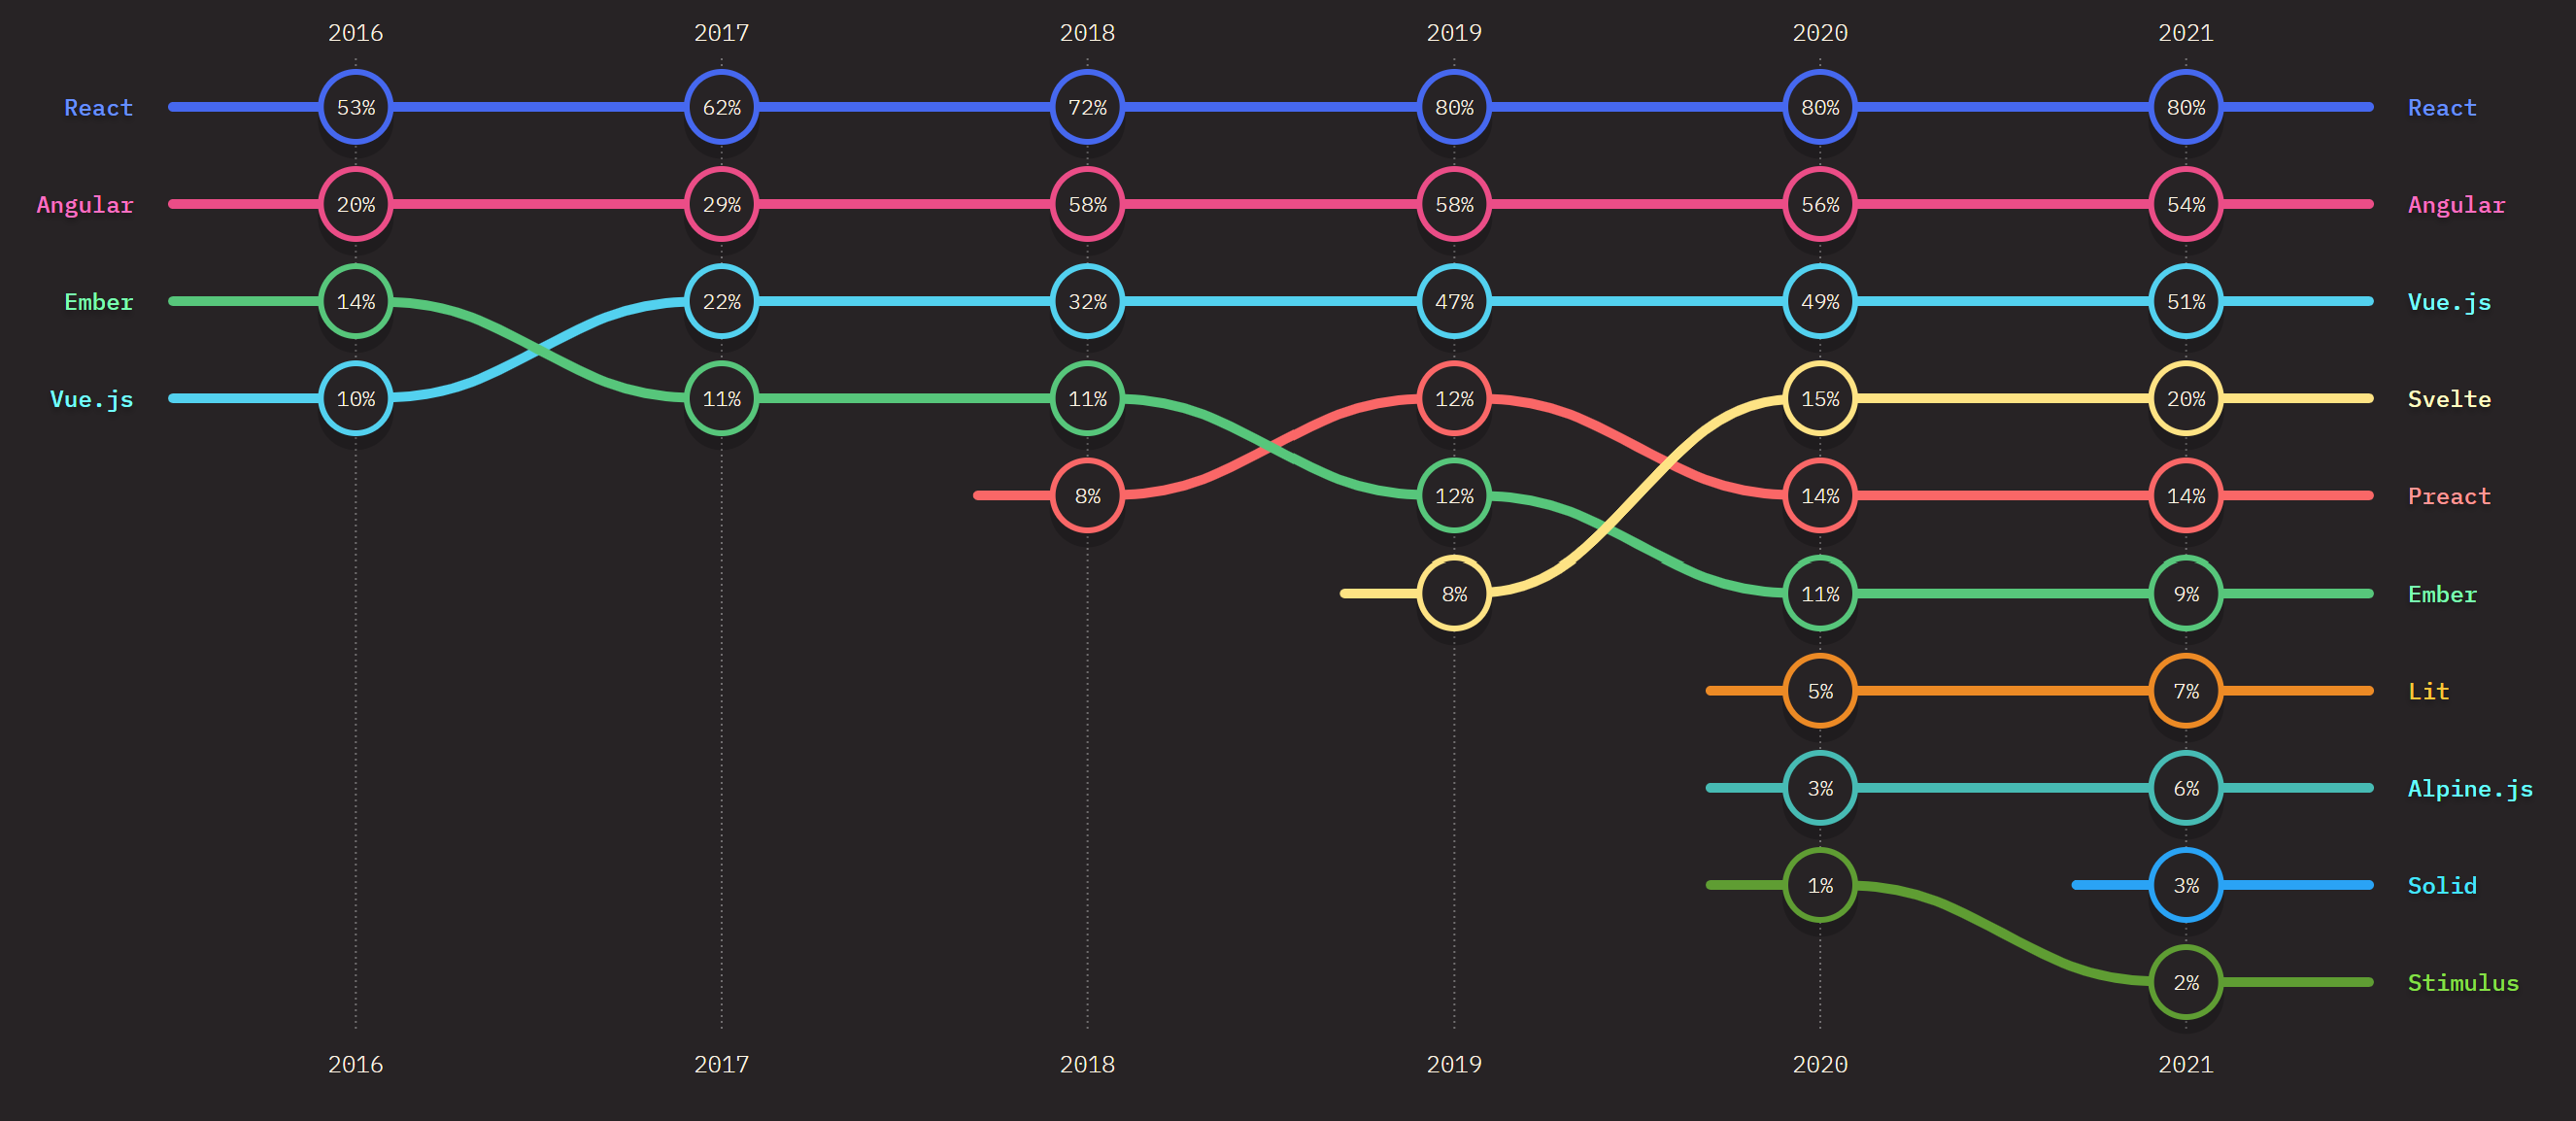 2016 2017 2018 2019 2020 2021
React 53% 62% 72% 80% 80% 80% React
Angular 20% 29% 58% 58% 56% 54% Angular
Ember 14% 22% 32% 47% 49% 51% Vue.js
Vue.js 10% 11% 11% 12% 15% 20% Svelte
8% 12% 14% 14% Preact
8% 11% 9% Ember
5% 7% Lit
3% 6% Alpine.js
1% 3% Solid
2% Stimulus
2016 2017 2018 2019 2020 2021